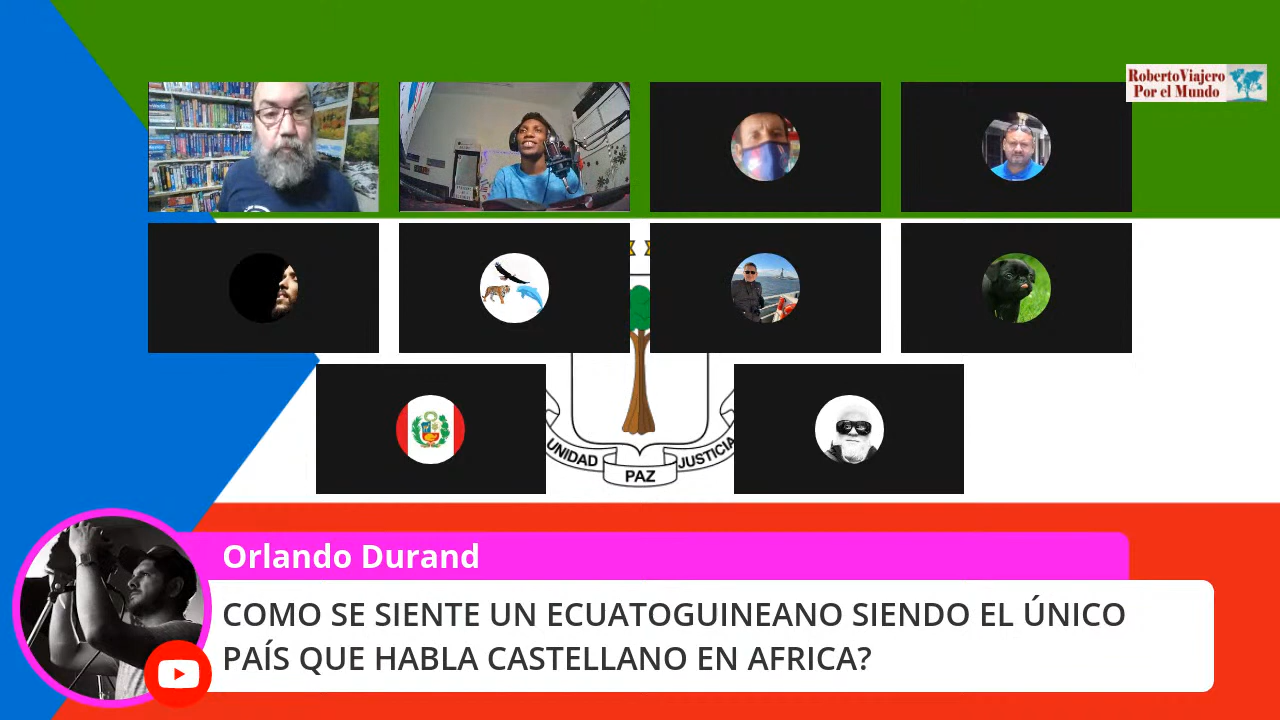 RobertoViajero
Por el Mundo
UNIDAD
PAZ
JUSTICIA
Orlando Durand
COMO SE SIENTE UN ECUATOGUINEANO SIENDO EL ÚNICO
PAÍS QUE HABLA CASTELLANO EN AFRICA?